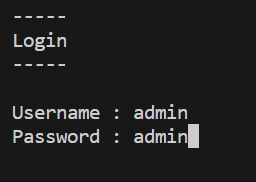 -----
Login
-----
Username : admin
Password : admin